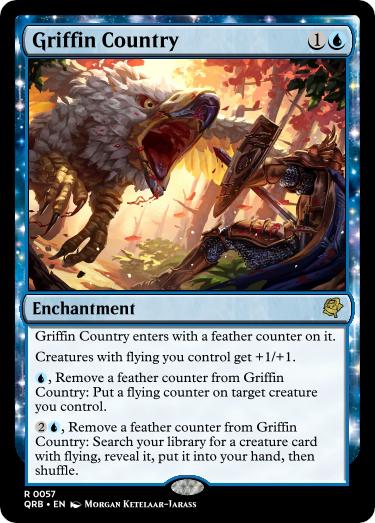 Griffin Country 1
Enchantment
Griffin Country enters with a feather counter on it.
Creatures with flying you control get +1/+1.
, Remove a feather counter from Griffin
Country: Put a flying counter on target creature
you control.
2 , Remove a feather counter from Griffin
Country: Search your library for a creature card
with flying, reveal it, put it into your hand, then
shuffle.
R 0057
QRB • EN Morgan Ketelaar-Jarass